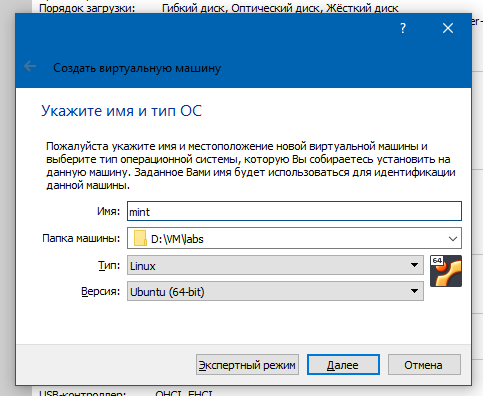 Порядок загрузки: Гибкий диск, Оптический диск, Жёсткий диск
?
Создать виртуальную машину
Укажите имя и тип ОС
Пожалуйста укажите имя и местоположение новой виртуальной машины и
выберите тип операционной системы, которую Вы собираетесь установить на
данную машину. Заданное Вами имя будет использоваться для идентификации
данной машины.
Имя: mint
Папка машины: D:\VM\labs
Тип: Linux
64
Версия: Ubuntu (64-bit)
Экспертный режим Далее Отмена
USB-контроллер: OHCI, EHCI